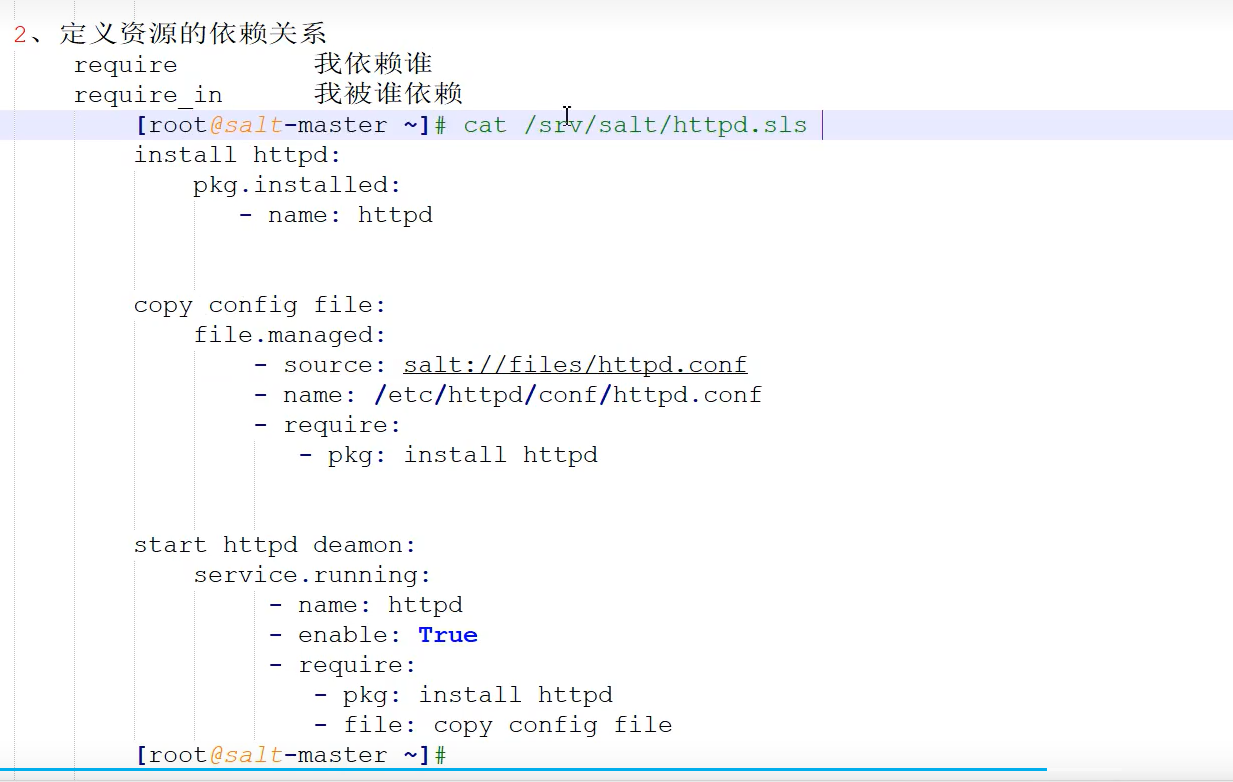 2、定义资源的依赖关系
require 我依赖谁
require_in 我被谁依赖
[root@salt-master ~]# cat /srv/salt/httpd.sls
install httpd:
pkg.installed:
- name: httpd
copy config file:
file.managed:
- source: salt://files/httpd.conf
- name: /etc/httpd/conf/httpd.conf
- require:
- pkg: install httpd
start httpd deamon:
service.running:
- name: httpd
- enable: True
- require:
- pkg: install httpd
- file: copy config file
[root@salt-master ~]#